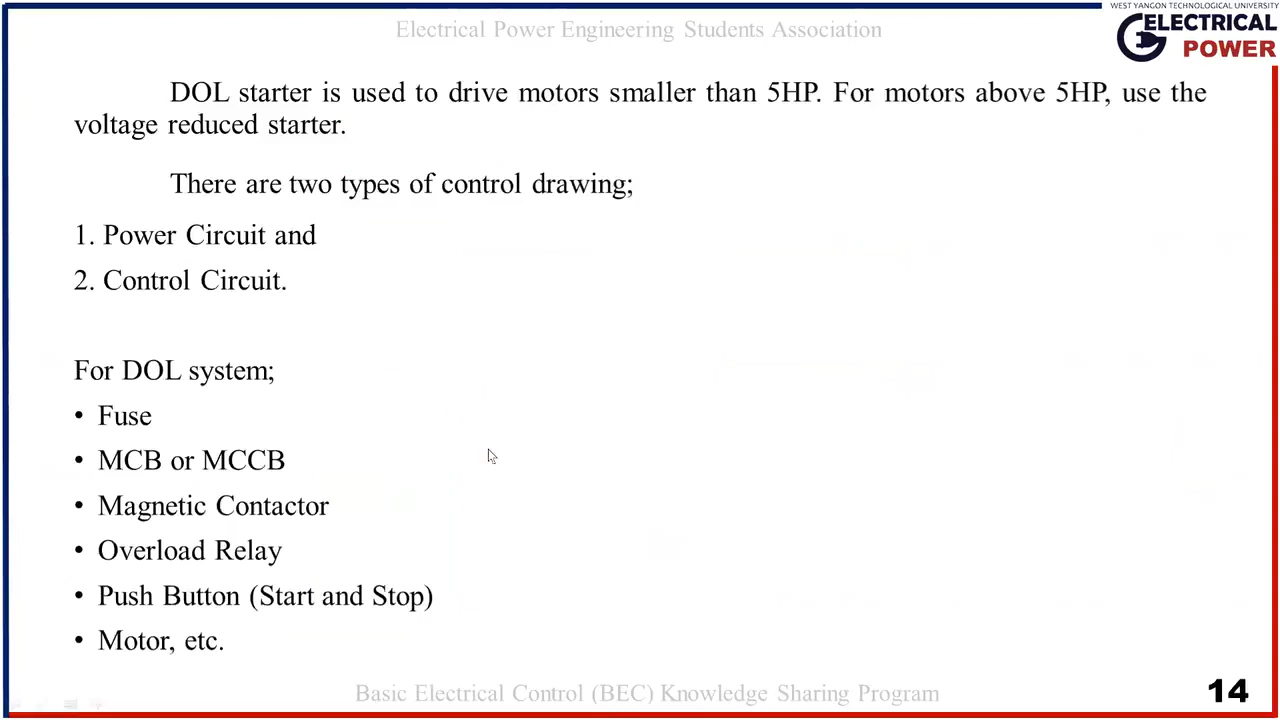 WEST YANGON TECHNOLOGICAL UNIVERSITY
ELECTRICAL
POWER
Electrical Power Engineering Students Association
DOL starter is used to drive motors smaller than 5HP. For motors above 5HP, use the
voltage reduced starter.
There are two types of control drawing;
1. Power Circuit and
2. Control Circuit.
For DOL system;
• Fuse
• MCB or MCCB
• Magnetic Contactor
• Overload Relay
• Push Button (Start and Stop)
• Motor, etc.
Basic Electrical Control (BEC) Knowledge Sharing Program
14